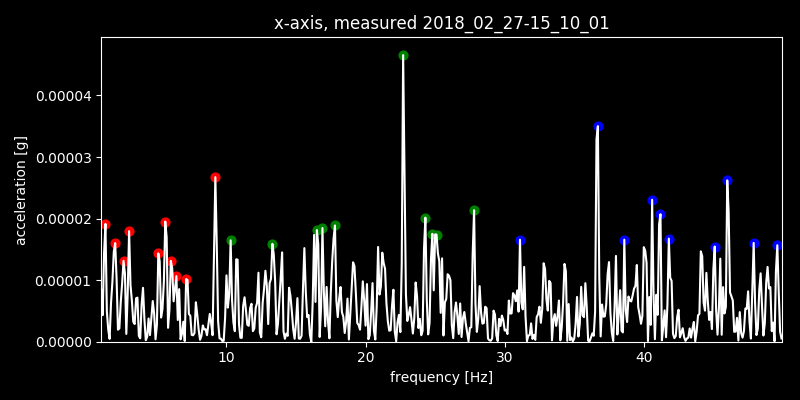 x-axis, measured 2018_02_27-15_10_01
acceleration [g]
0.00004
0.00003
0.00002
0.00001
0.00000
10 20 30 40
frequency [Hz]